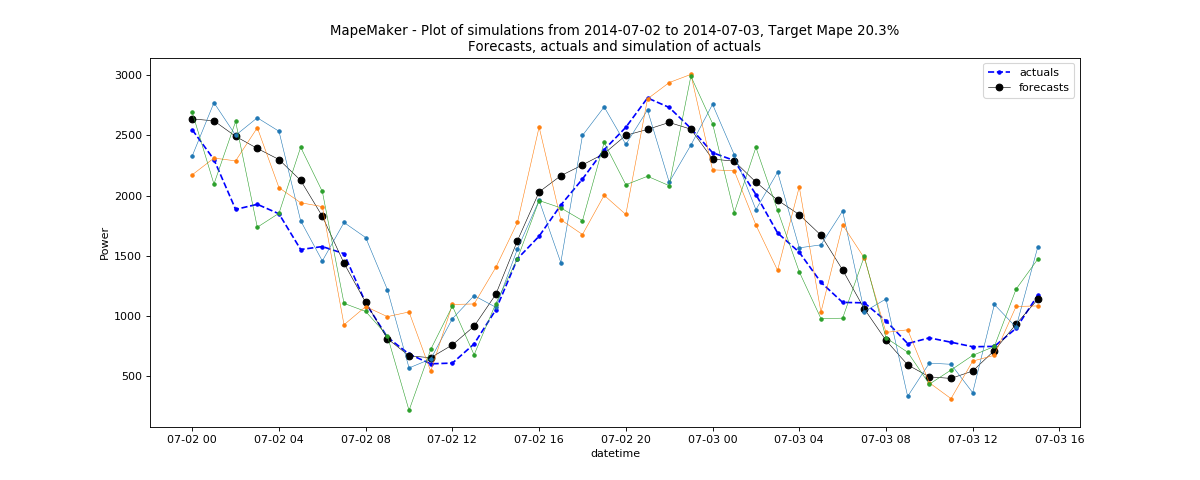 MapeMaker - Plot of simulations from 2014-07-02 to 2014-07-03, Target Mape 20.3%
Forecasts, actuals and simulation of actuals
actuals
forecasts
3000
2500
2000
1500
1000
500
Power
07-02 00
07-02 04
07-02 08
07-02 12
07-02 16
07-02 20
07-03 00
07-03 04
07-03 08
07-03 12
07-03 16
datetime